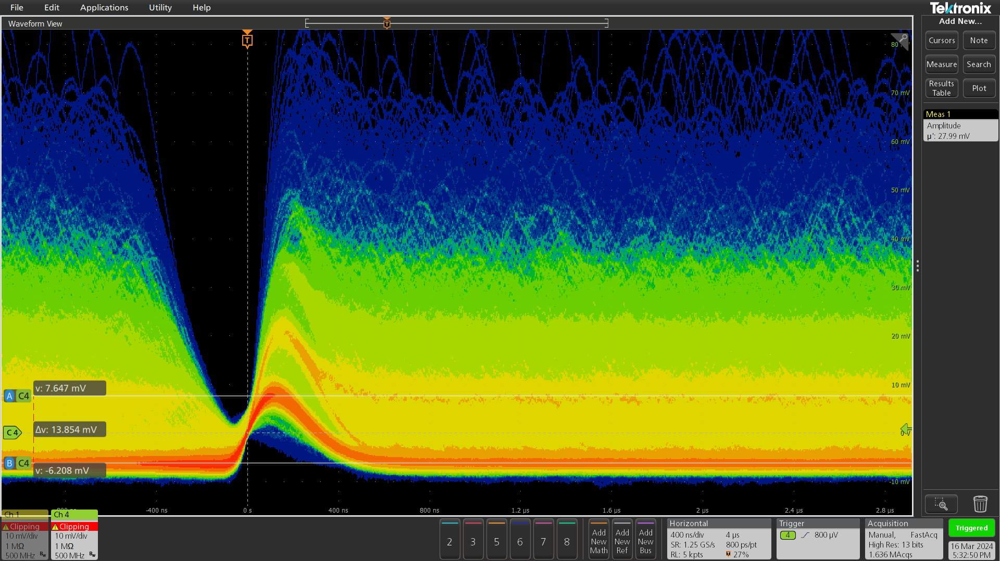 File Edit Applications Utility Help
Tektronix
Waveform View
T
T
Add New...
Cursors Note
Measure Search
Results Table Plot
Meas 1
Amplitude
µ': 27.99 mV
80
70 mV
60 mV
50 mV
40 mV
30 mV
20 mV
10 mV
0 V
-10 mV
A C4 v: 7.647 mV
C 4 Δv: 13.854 mV
B C4 v: -6.208 mV
-400 ns 0 s 400 ns 800 ns 1.2 µs 1.6 µs 2 µs 2.4 µs 2.8 µs
Ch 1
Clipping
10 mV/div
1 MΩ
500 MHz Bw
Ch 4
Clipping
10 mV/div
1 MΩ
500 MHz Bw
2 3 5 6 7 8
Add New Math
Add New Ref
Add New Bus
Horizontal
400 ns/div 4 µs
SR: 1.25 GS/s 800 ps/pt
RL: 5 kpts T 27%
Trigger
4 800 µV
Acquisition
Manual, FastAcq
High Res: 13 bits
1.636 MAcqs
Triggered
16 Mar 2024
5:32:50 PM